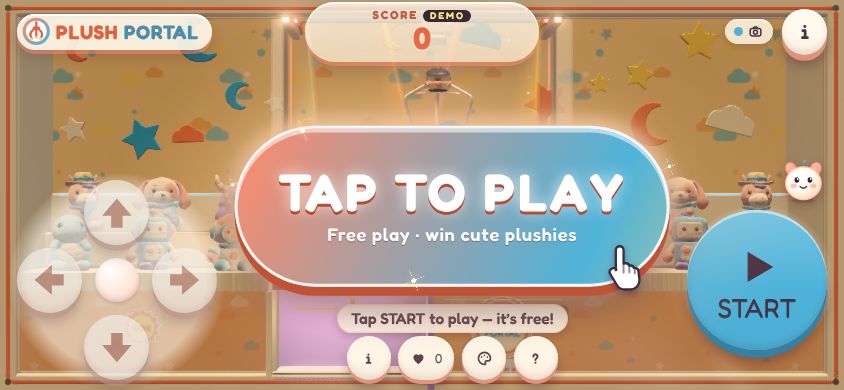 PLUSH PORTAL
SCORE DEMO
0
i
TAP TO PLAY
Free play · win cute plushies
START
Tap START to play — it's free!
i
0
?